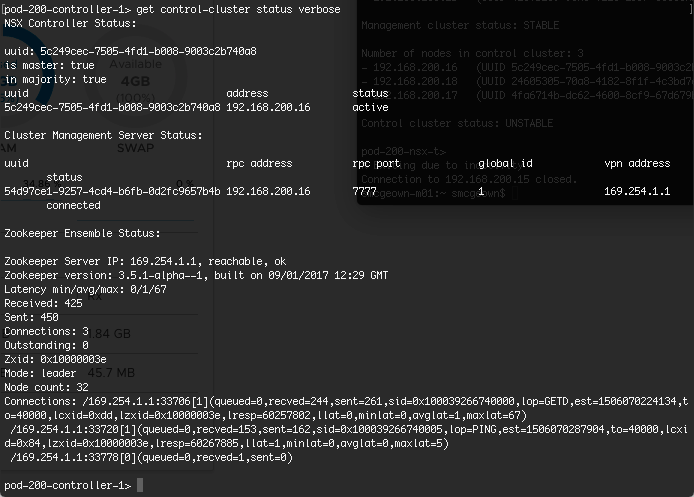 [pod-200-controller-1> get control-cluster status verbose ]
NSX Controller Status:
uuid: 5c249cec-7505-4fd1-b008-9003c2b740a8
is master: true
in majority: true
uuid address status
5c249cec-7505-4fd1-b008-9003c2b740a8 192.168.200.16 active
Cluster Management Server Status:
uuid rpc address rpc port global id vpn address
status
54d97ce1-9257-4cd4-b6fb-0d2fc9657b4b 192.168.200.16 7777 1 169.254.1.1
connected
Zookeeper Ensemble Status:
Zookeeper Server IP: 169.254.1.1, reachable, ok
Zookeeper version: 3.5.1-alpha--1, built on 09/01/2017 12:29 GMT
Latency min/avg/max: 0/1/67
Received: 425
Sent: 450
Connections: 3
Outstanding: 0
Zxid: 0x10000003e
Mode: leader
Node count: 32
Connections: /169.254.1.1:33706[1](queued=0,recved=244,sent=261,sid=0x100039266740000,lop=GETD,est=1506070224134,t
o=40000,lcxid=0xdd,lzxid=0x10000003e,lresp=60257802,llat=0,minlat=0,avglat=1,maxlat=67)
/169.254.1.1:33720[1](queued=0,recved=153,sent=162,sid=0x100039266740005,lop=PING,est=1506070287904,to=40000,lcxi
d=0x84,lzxid=0x10000003e,lresp=60267885,llat=1,minlat=0,avglat=0,maxlat=5)
/169.254.1.1:33778[0](queued=0,recved=1,sent=0)
pod-200-controller-1>
Management cluster status: STABLE
Number of nodes in control cluster: 3
- 192.168.200.16 (UUID 5c249cec-7505-4fd1-b008-9003c2
- 192.168.200.18 (UUID 24605305-70a8-4182-8f1f-4c3bd7
- 192.168.200.17 (UUID 4fa6714b-dc62-4600-8cf9-67d679
Control cluster status: UNSTABLE
pod-200-nsx-t>
due to
Connection to 192.168.200.15 closed.
smcgeown-m01:~ smcgeown$
Available
4GB
(100%)
SWAP
0 %
1.84 GB
45.7 MB